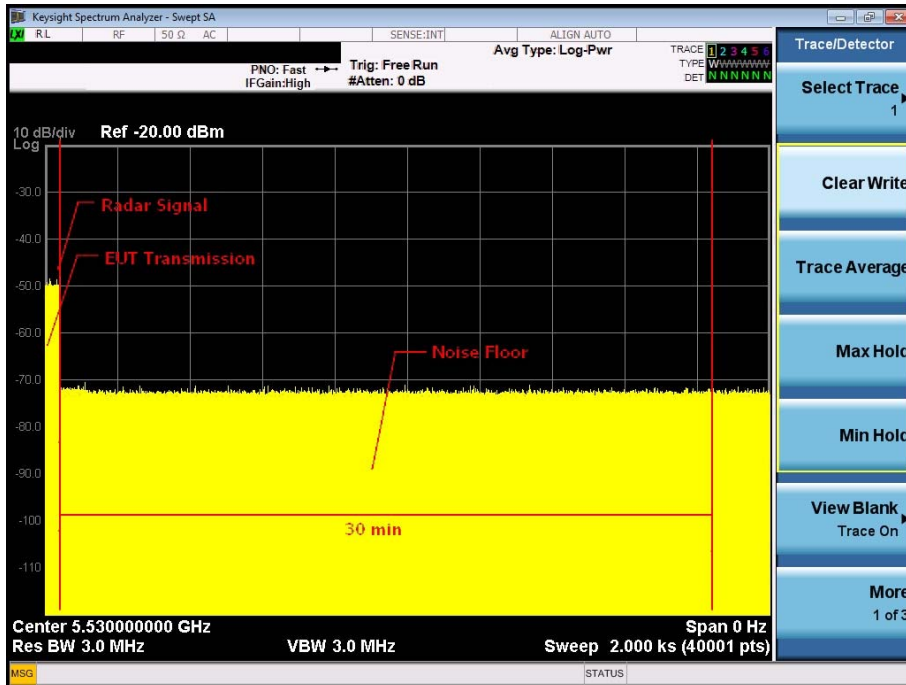 Keysight Spectrum Analyzer - Swept SA
LXI RL RF 50 Ω AC SENSE:INT ALIGN AUTO
Avg Type: Log-Pwr
TRACE 1 2 3 4 5 6
TYPE WWWWWW
DET N N N N N N
PNO: Fast
IFGain:High
Trig: Free Run
#Atten: 0 dB
Trace/Detector
Select Trace
1
Clear Write
Trace Average
Max Hold
Min Hold
View Blank
Trace On
More
1 of 3
10 dB/div Ref -20.00 dBm
Log
-30.0
Radar Signal
-40.0
EUT Transmission
-50.0
-60.0
Noise Floor
-70.0
-80.0
-90.0
-100
30 min
-110
Center 5.530000000 GHz Span 0 Hz
Res BW 3.0 MHz VBW 3.0 MHz Sweep 2.000 ks (40001 pts)
MSG STATUS